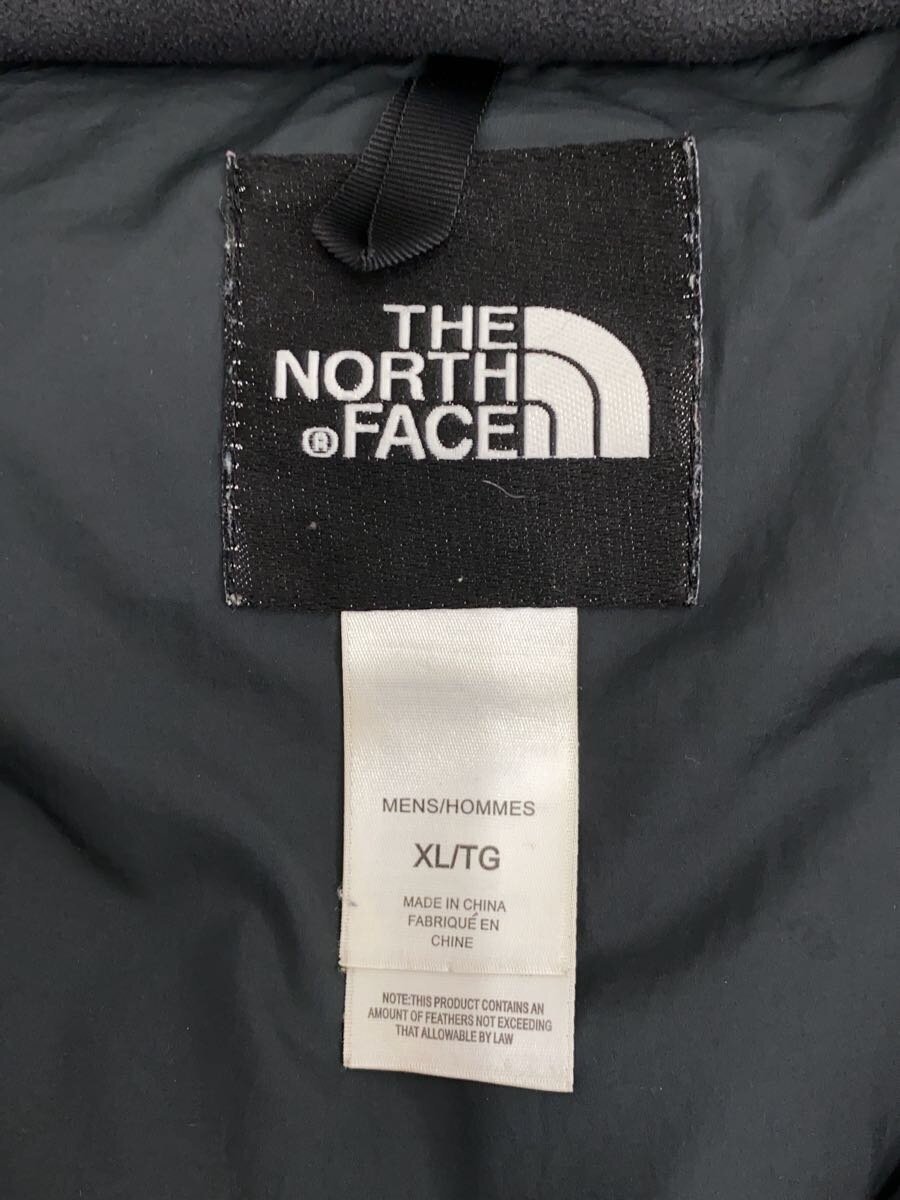 THE
NORTH
®FACE
MENS/HOMMES
XL/TG
MADE IN CHINA
FABRIQUÉ EN
CHINE
NOTE:THIS PRODUCT CONTAINS AN
AMOUNT OF FEATHERS NOT EXCEEDING
THAT ALLOWABLE BY LAW